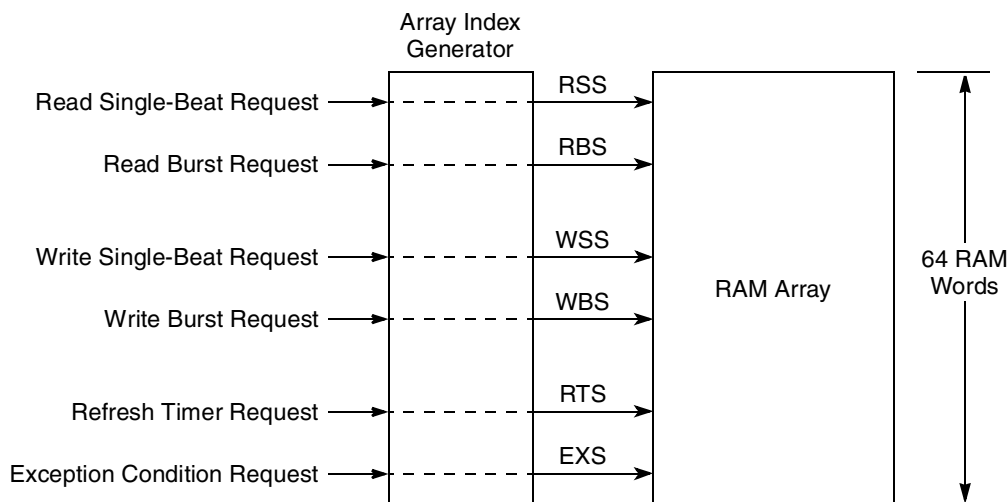 Array Index
Generator
Read Single-Beat Request
RSS
Read Burst Request
RBS
Write Single-Beat Request
WSS
Write Burst Request
WBS
Refresh Timer Request
RTS
Exception Condition Request
EXS
RAM Array
64 RAM
Words